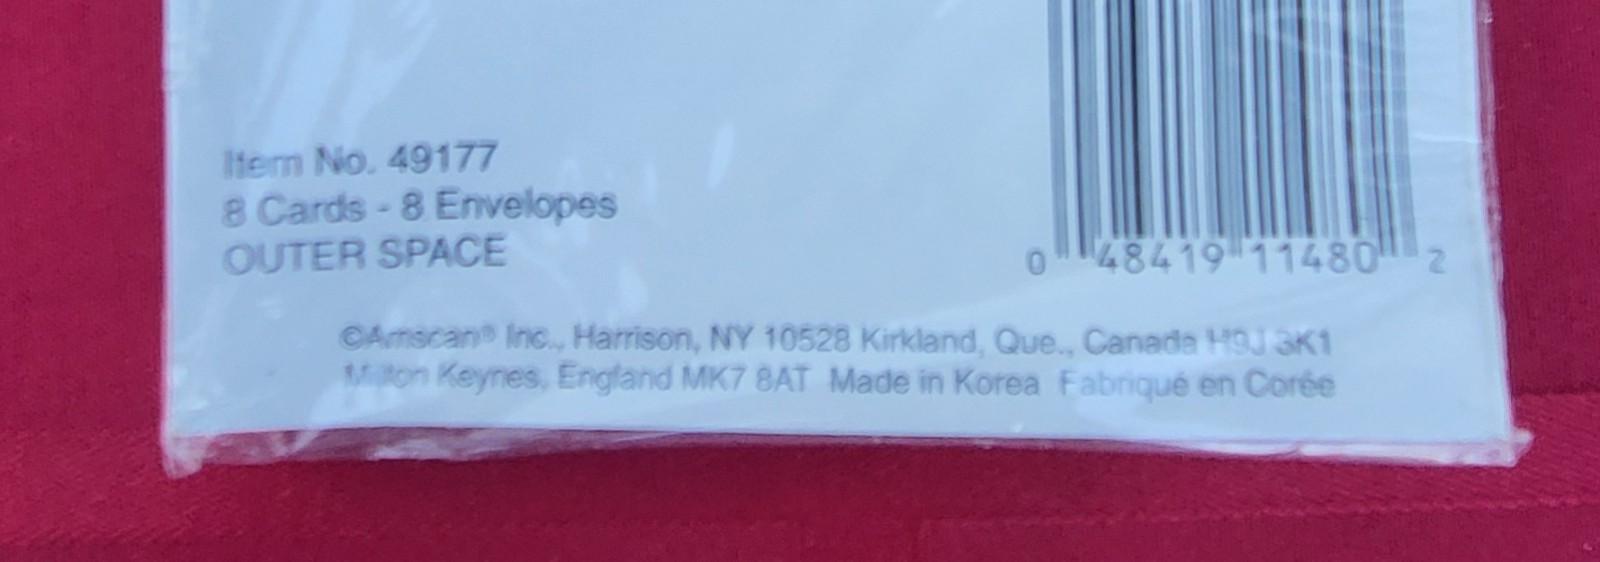 Item No. 49177
8 Cards - 8 Envelopes
OUTER SPACE
0 48419 11480 2
©Amscan® Inc., Harrison, NY 10528 Kirkland, Que., Canada H9J 3K1
Milton Keynes, England MK7 8AT Made in Korea Fabriqué en Corée